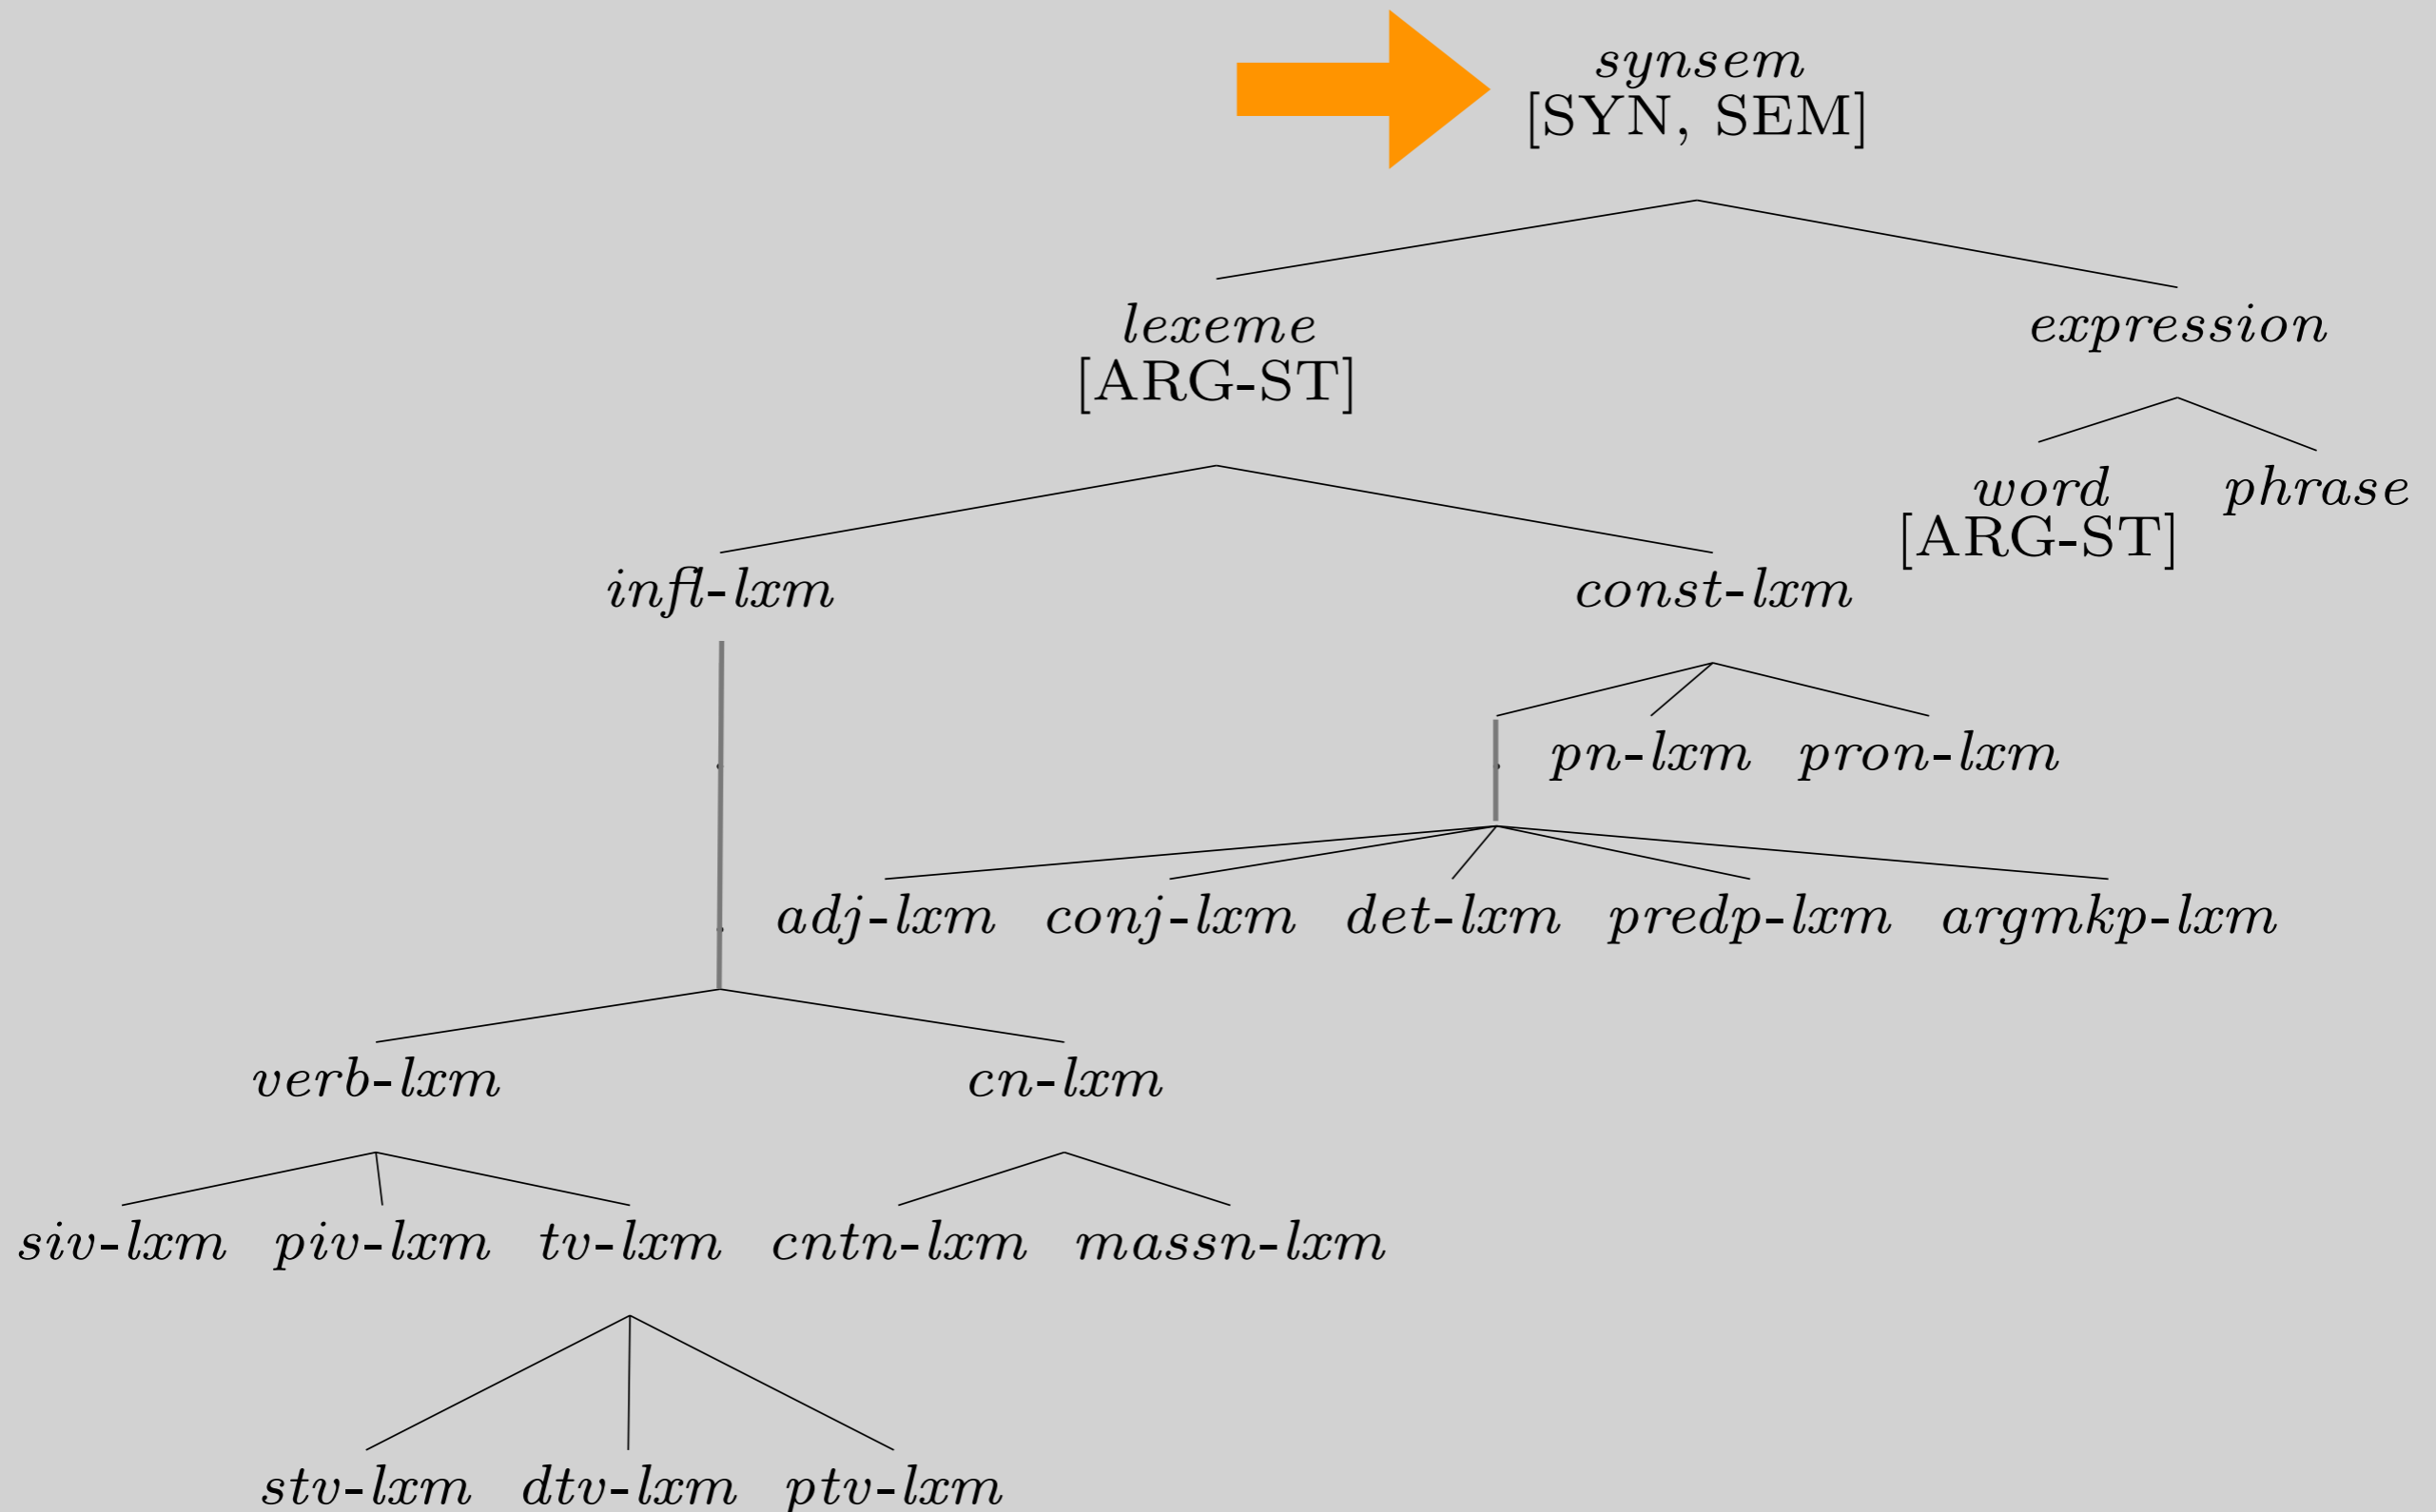 synsem
[SYN, SEM]
lexeme
[ARG-ST]
expression
word
[ARG-ST]
phrase
infl-lxm
const-lxm
pn-lxm
pron-lxm
adj-lxm
conj-lxm
det-lxm
predp-lxm
argmkp-lxm
verb-lxm
cn-lxm
siv-lxm
piv-lxm
tv-lxm
cntn-lxm
massn-lxm
stv-lxm
dtv-lxm
ptv-lxm